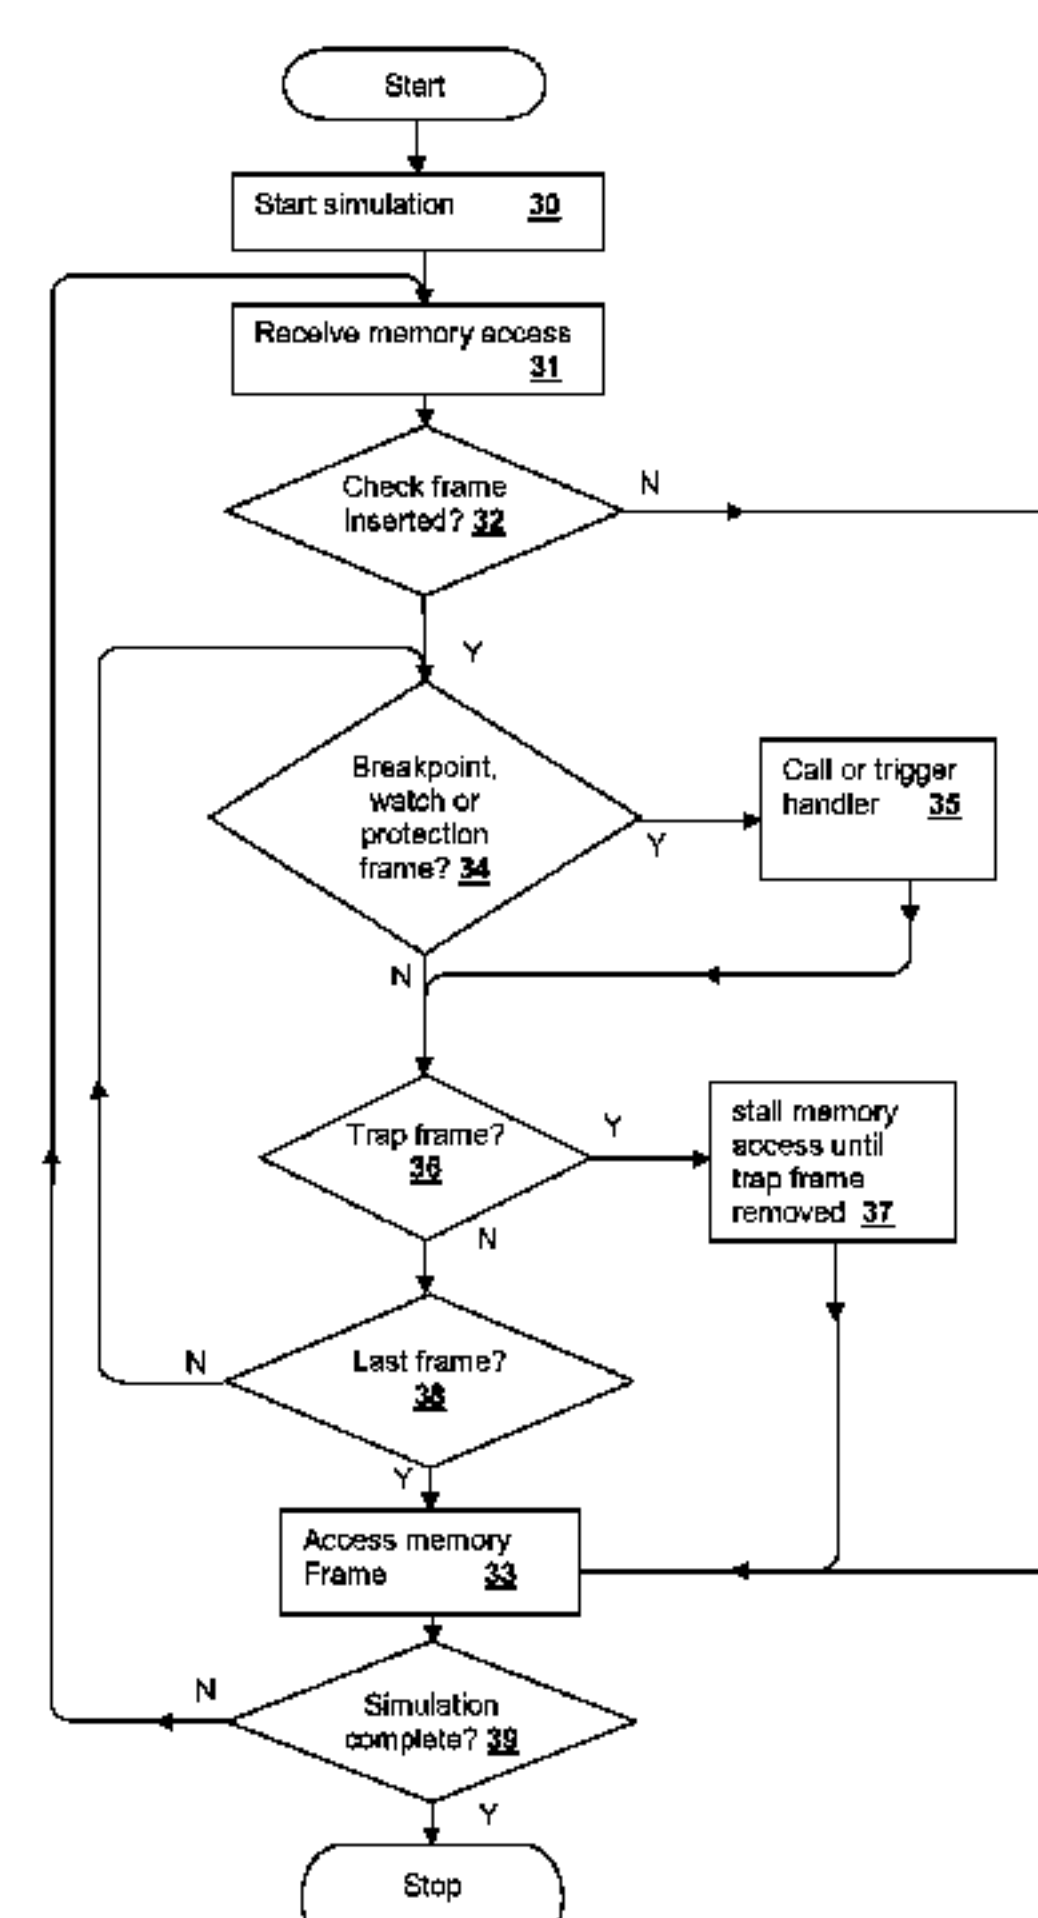 Start
Start simulation 30
Receive memory access
31
Check frame
Inserted? 32
N
Y
Breakpoint,
watch or
protection
frame? 34
Y
Call or trigger
handler 35
N
Trap frame?
36
Y
stall memory
access until
trap frame
removed 37
N
Last frame?
38
N
Y
Access memory
Frame 33
Simulation
complete? 39
N
Y
Stop